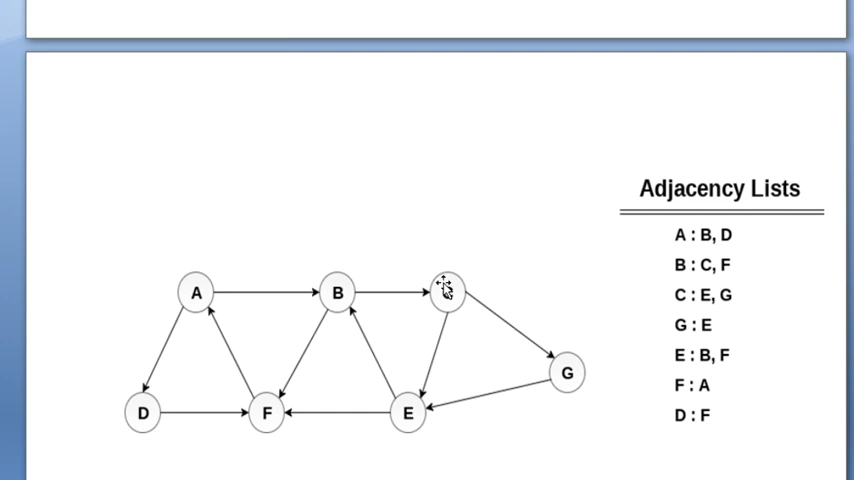 Adjacency Lists
A : B, D
B : C, F
C : E, G
G : E
E : B, F
F : A
D : F
A
B
G
D
F
E